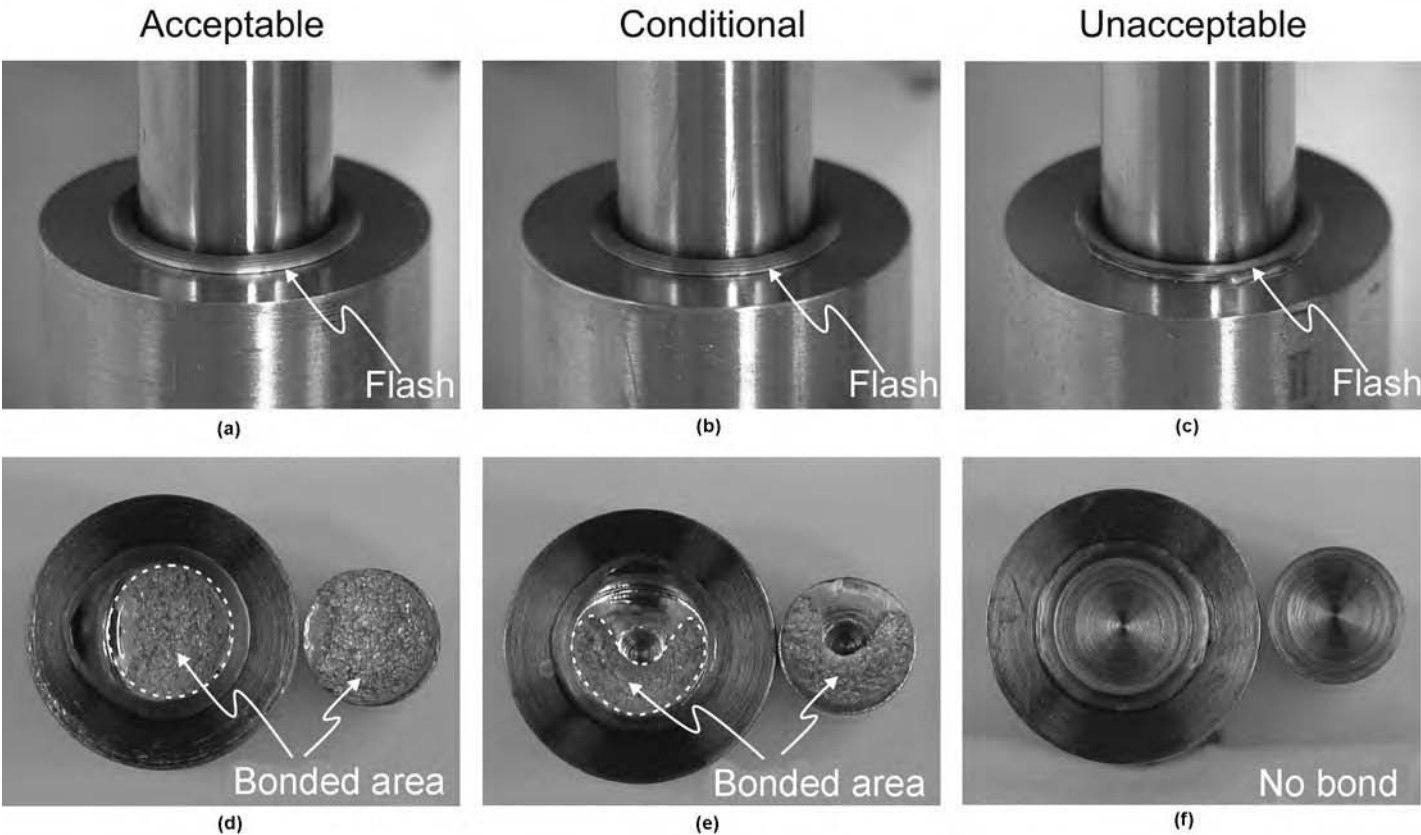 Acceptable
Conditional
Unacceptable
Flash
Flash
Flash
(a)
(b)
(c)
Bonded area
Bonded area
No bond
(d)
(e)
(f)